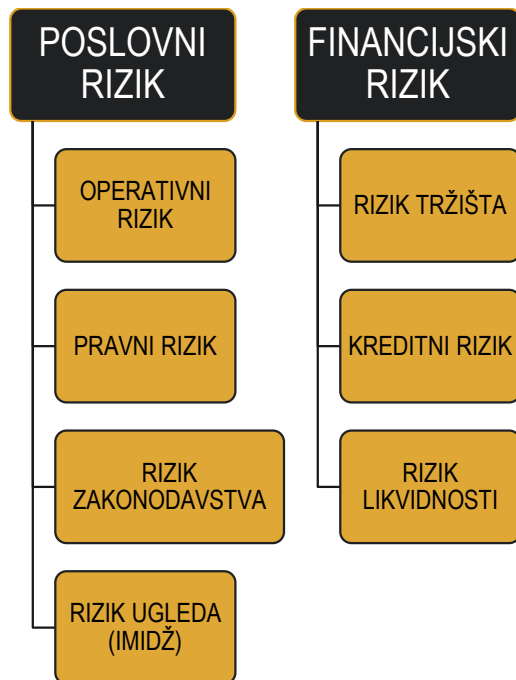 POSLOVNI
RIZIK
OPERATIVNI
RIZIK
PRAVNI RIZIK
RIZIK
ZAKONODAVSTVA
RIZIK UGLEDA
(IMIDŽ)
FINANCIJSKI
RIZIK
RIZIK TRŽIŠTA
KREDITNI RIZIK
RIZIK
LIKVIDNOSTI